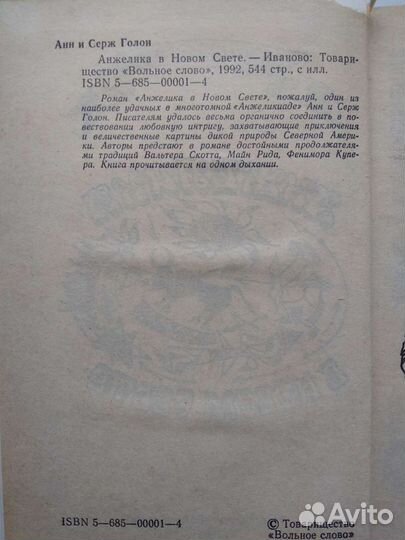 Анн и Серж Голон
Анжелика в Новом Свете. — Иваново: Товари-
щество «Вольное слово», 1992, 544 стр., с илл.
ISBN 5—685—00001—4
Роман «Анжелика в Новом Свете», пожалуй, один из
наиболее удачных в многотомной «Анжеликиаде» Анн и Серж
Голон. Писателям удалось весьма органично соединить в по-
вествовании любовную интригу, захватывающие приключения
и величественные картины дикой природы Северной Амери-
ки. Авторы предстают в романе достойными продолжателя-
ми традиций Вальтера Скотта, Майн Рида, Фенимора Купе-
ра. Книга прочитывается на одном дыхании.
ISBN 5—685—00001—4
© Товарищество
«Вольное слово»
Avito